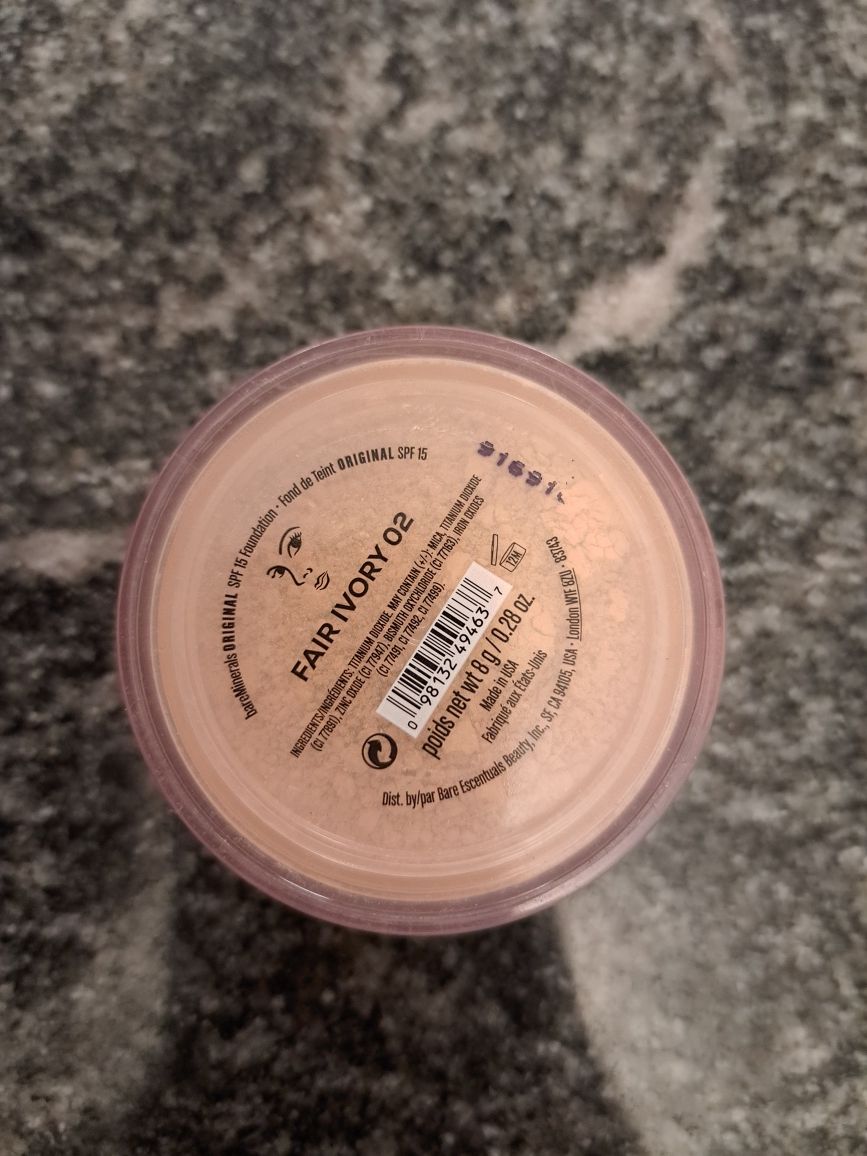 bareMinerals ORIGINAL SPF 15 Foundation · Fond de Teint ORIGINAL SPF 15
FAIR IVORY 02
INGREDIENTS/INGRÉDIENTS: TITANIUM DIOXIDE
(CI 77891), ZINC OXIDE (CI 77947). MAY CONTAIN (+/-): MICA, TITANIUM DIOXIDE
BISMUTH OXYCHLORIDE (CI 77163), IRON OXIDES
(CI 77491, CI 77492, CI 77499).
12M
0 98132 49463 7
poids net wt 8 g / 0.28 oz.
Made in USA
Fabriqué aux États-Unis
Dist. by/par Bare Escentuals Beauty, Inc., SF, CA 94105, USA · London W1F 8ZU · 83743